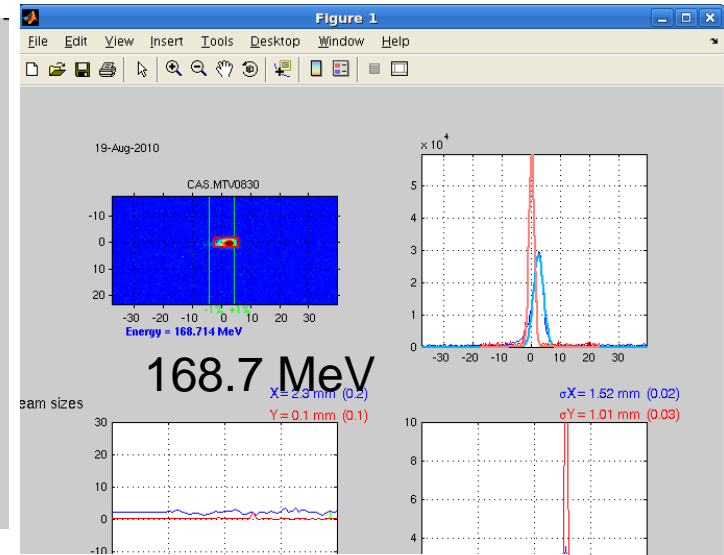 Figure 1
File Edit View Insert Tools Desktop Window Help
19-Aug-2010
CAS.MTV0830
-10
0
10
20
-30 -20 -10 0 10 20 30
-1% +1%
Energy = 168.714 MeV
x 10^4
5
4
3
2
1
0
-30 -20 -10 0 10 20 30
168.7 MeV
eam sizes
X= 2.3 mm (0.2)
Y = 0.1 mm (0.1)
σX= 1.52 mm (0.02)
σY= 1.01 mm (0.03)
30
20
10
0
-10
10
8
6
4